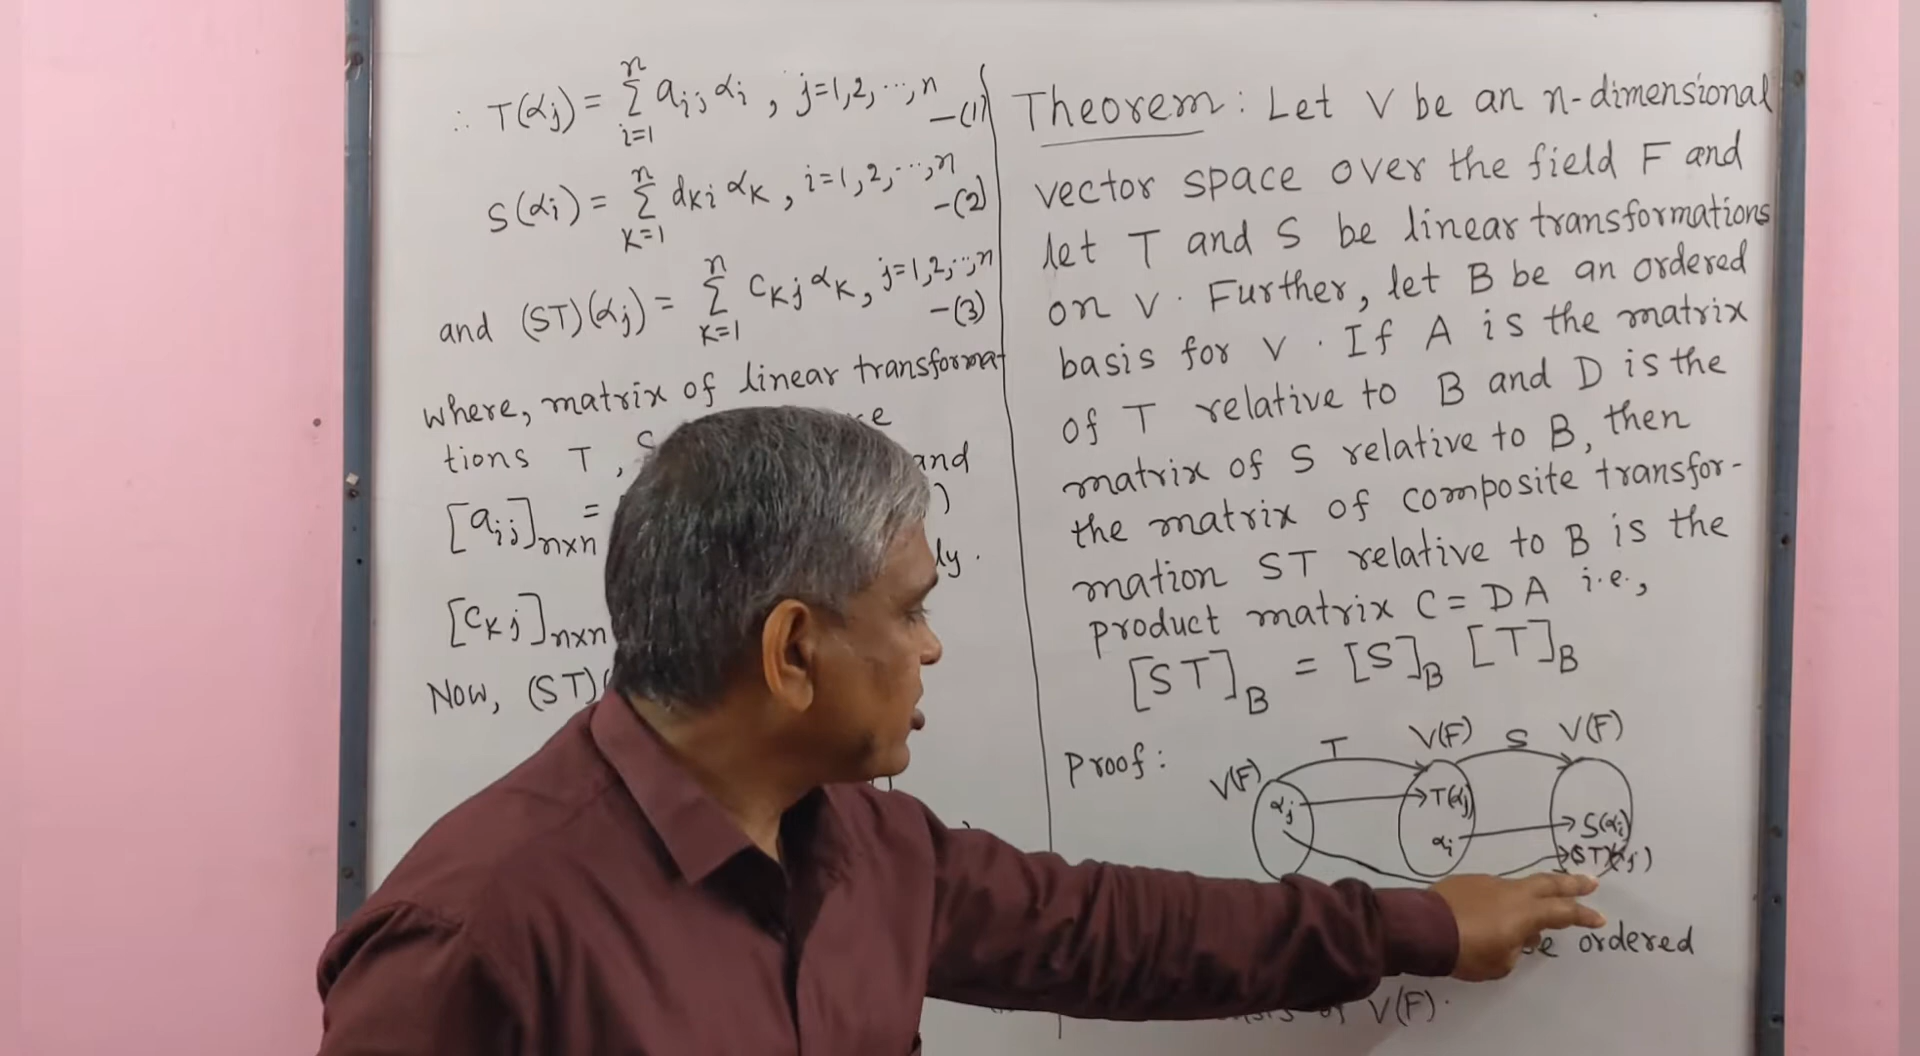 ∴ T(αj) = n Σ i=1 aij αi , j=1,2,...,n —(1)
S(αi) = n Σ K=1 dKi αK , i=1,2,...,n -(2)
and (ST)(αj) = n Σ K=1 CKj αK , j=1,2,...,n -(3)
where, matrix of linear transforma
tions T ,
and
[aij]n×n =
ly.
[CKj]n×n
Now, (ST)
Theorem : Let V be an n-dimensional
vector space over the field F and
let T and S be linear transformations
on V . Further, let B be an ordered
basis for V . If A is the matrix
of T relative to B and D is the
matrix of S relative to B, then
the matrix of composite transfor-
mation ST relative to B is the
product matrix C = DA i.e.,
[ST]B = [S]B [T]B
Proof :
V(F) T V(F) S V(F)
αj T(αj)
αi S(αi)
(ST)(αj)
ordered
of V(F).